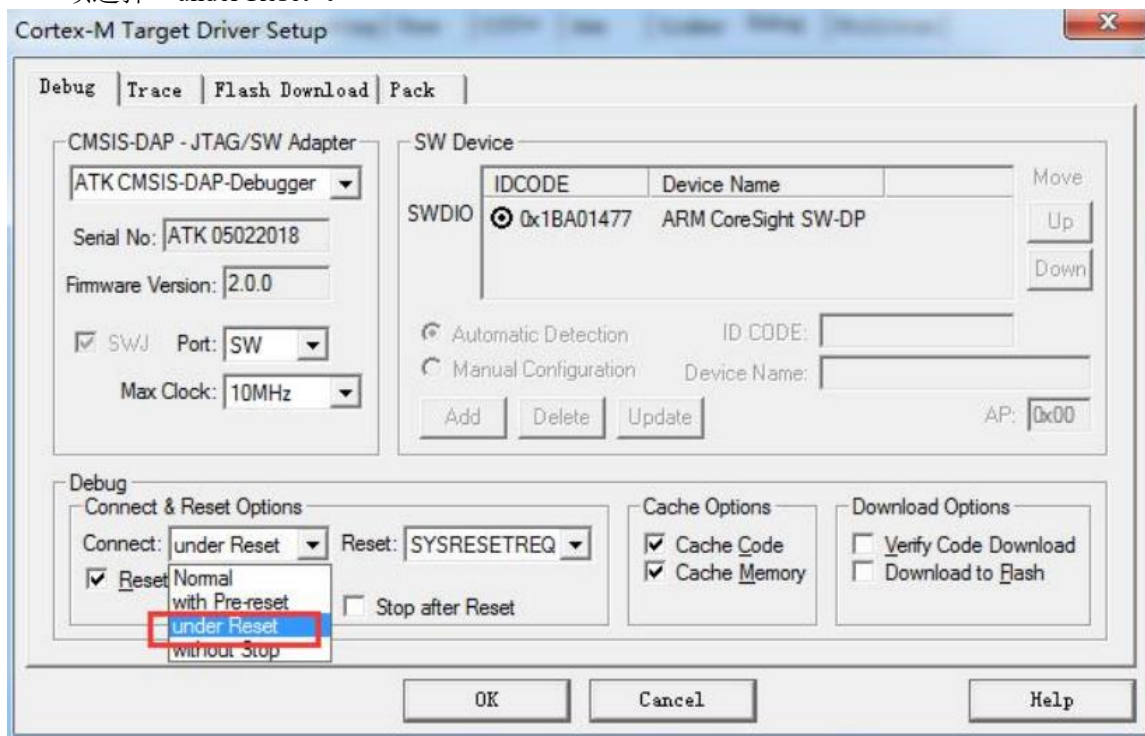 under Reset
Cortex-M Target Driver Setup
Debug Trace Flash Download Pack
CMSIS-DAP - JTAG/SW Adapter
ATK CMSIS-DAP-Debugger
Serial No: ATK 05022018
Firmware Version: 2.0.0
SWJ Port: SW
Max Clock: 10MHz
SW Device
IDCODE Device Name
SWDIO 0x1BA01477 ARM CoreSight SW-DP
Move
Up
Down
Automatic Detection ID CODE:
Manual Configuration Device Name:
Add Delete Update AP: 0x00
Debug
Connect & Reset Options
Connect: under Reset Reset: SYSRESETREQ
Reset
Normal
with Pre-reset
under Reset
without Stop
Stop after Reset
Cache Options
Cache Code
Cache Memory
Download Options
Verify Code Download
Download to Flash
OK Cancel Help